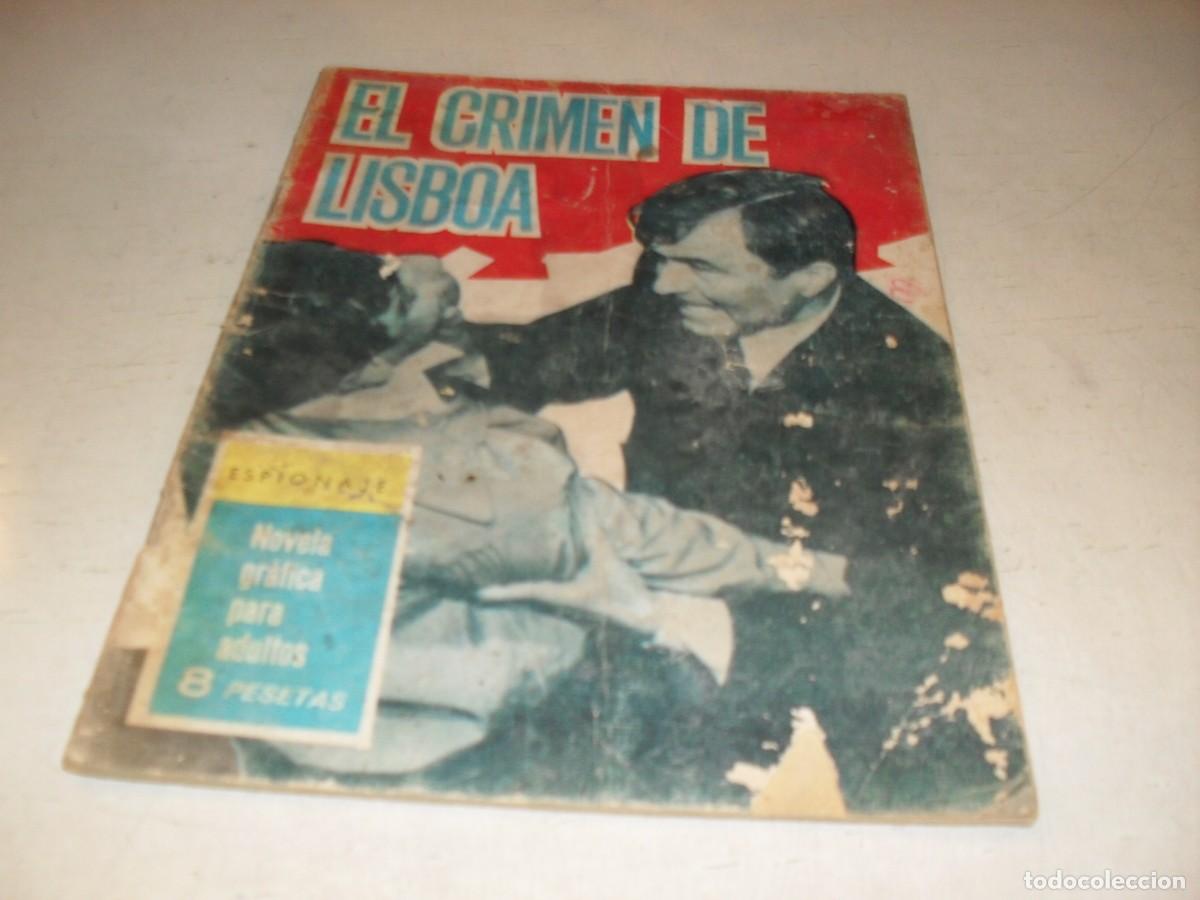 EL CRIMEN DE
LISBOA
ESPIONAJE
Novela
gráfica
para
adultos
8 PESETAS
todocoleccion